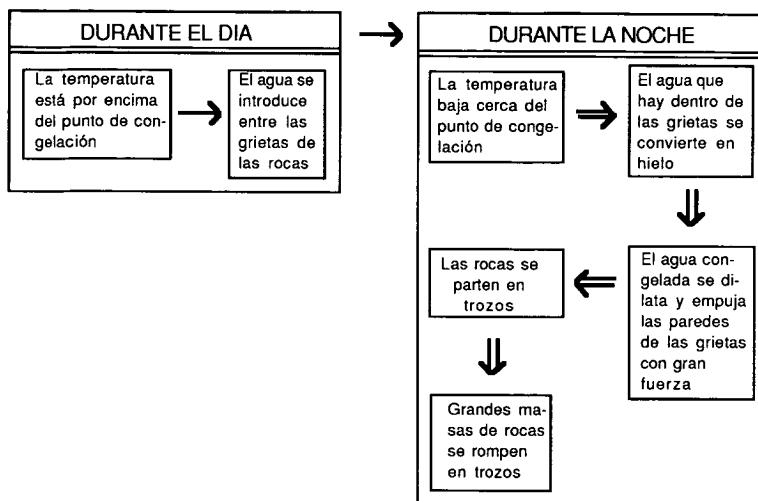 DURANTE EL DIA
La temperatura
está por encima
del punto de con-
gelación
El agua se
introduce
entre las
grietas de
las rocas
DURANTE LA NOCHE
La temperatura
baja cerca del
punto de conge-
lación
El agua que
hay dentro de
las grietas se
convierte en
hielo
El agua con-
gelada se di-
lata y empuja
las paredes
de las grietas
con gran
fuerza
Las rocas se
parten en
trozos
Grandes ma-
sas de rocas
se rompen
en trozos